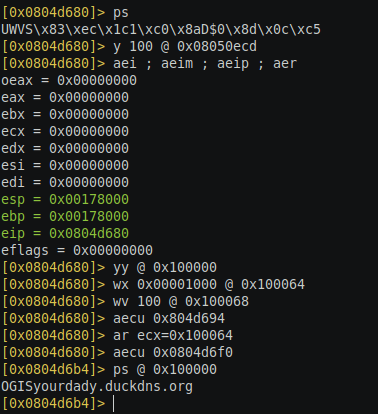 [0x0804d680]> ps
UWVS\x83\xec\x1c1\xc0\x8aD$0\x8d\x0c\xc5
[0x0804d680]> y 100 @ 0x08050ecd
[0x0804d680]> aei ; aeim ; aeip ; aer
oeax = 0x00000000
eax = 0x00000000
ebx = 0x00000000
ecx = 0x00000000
edx = 0x00000000
esi = 0x00000000
edi = 0x00000000
esp = 0x00178000
ebp = 0x00178000
eip = 0x0804d680
eflags = 0x00000000
[0x0804d680]> yy @ 0x100000
[0x0804d680]> wx 0x00001000 @ 0x100064
[0x0804d680]> wv 100 @ 0x100068
[0x0804d680]> aecu 0x804d694
[0x0804d680]> ar ecx=0x100064
[0x0804d680]> aecu 0x0804d6f0
[0x0804d6b4]> ps @ 0x100000
OGISyourdady.duckdns.org
[0x0804d6b4]>